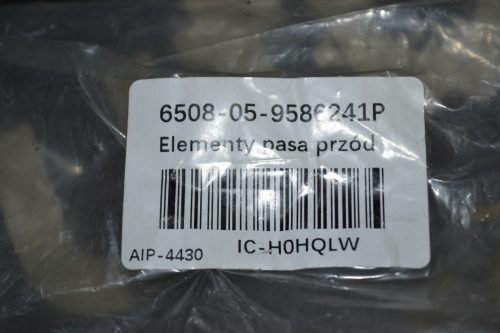 6508-05-9586241P
Elementy pasa przód
IC-H0HQLW
AIP-4430